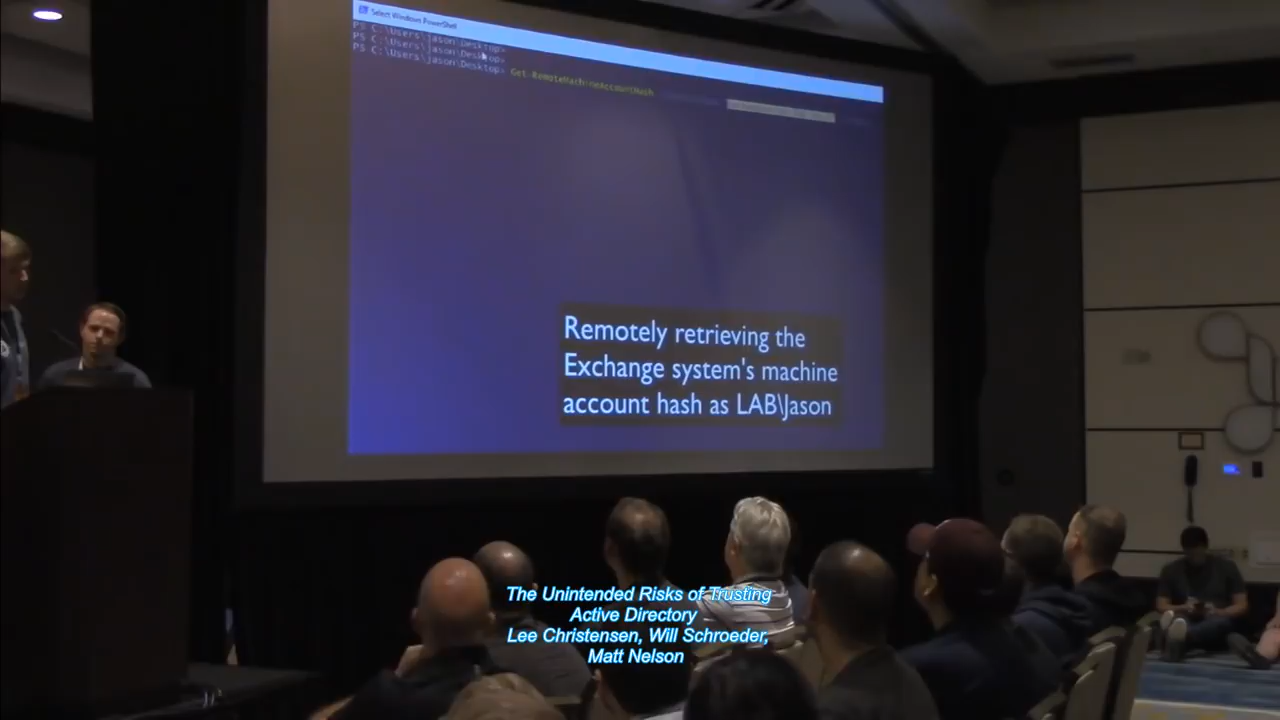 Select Windows PowerShell
PS C:\Users\jason\Desktop>
PS C:\Users\jason\Desktop>
PS C:\Users\jason\Desktop> Get-RemoteMachineAccountHash
Remotely retrieving the
Exchange system's machine
account hash as LAB\Jason
The Unintended Risks of Trusting
Active Directory
Lee Christensen, Will Schroeder,
Matt Nelson